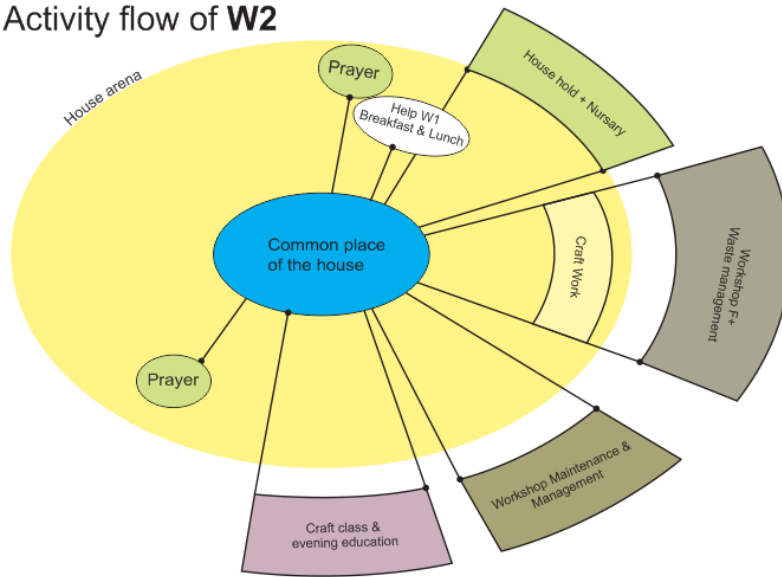 Activity flow of W2
House arena
Prayer
Help W1
Breakfast & Lunch
House hold + Nursary
Common place
of the house
Craft Work
Workshop F+
Waste management
Prayer
Workshop Maintenance &
Management
Craft class &
evening education